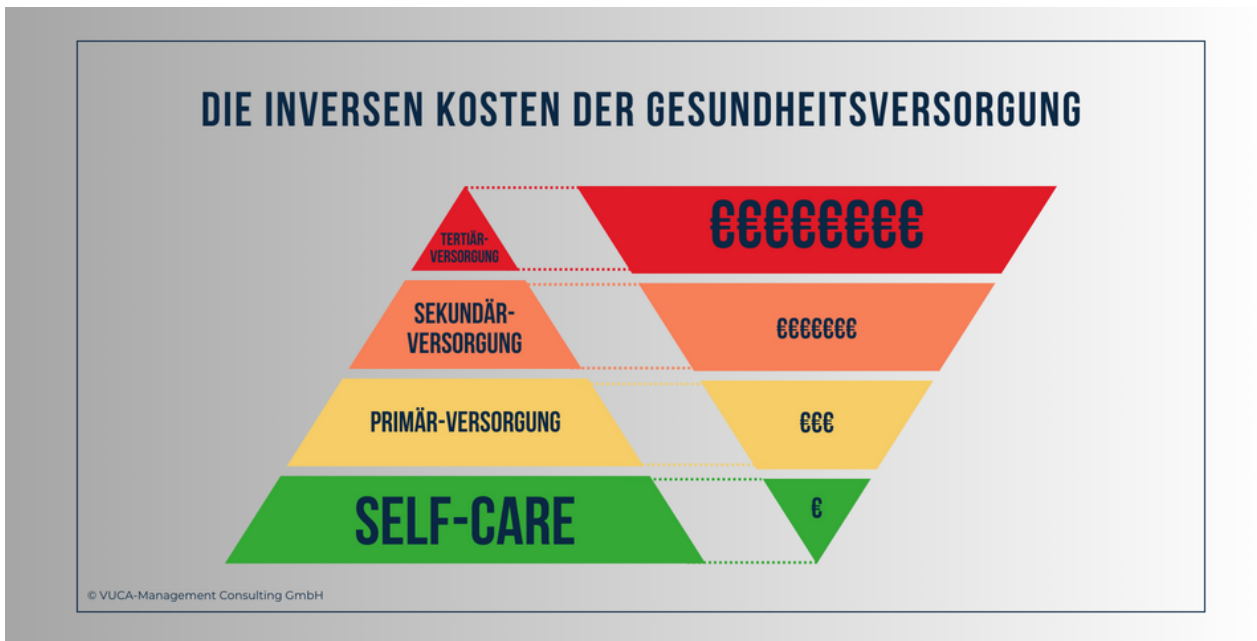 DIE INVERSEN KOSTEN DER GESUNDHEITSVERSORGUNG
TERTIÄR-
VERSORGUNG
€€€€€€€€
SEKUNDÄR-
VERSORGUNG
€€€€€€€
PRIMÄR-VERSORGUNG
€€€
SELF-CARE
€
© VUCA-Management Consulting GmbH